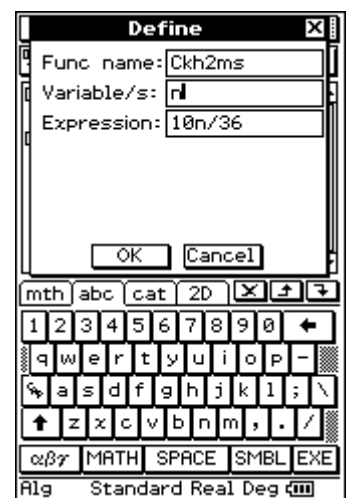 Define X
Func name: Ckh2ms
Variable/s: n
Expression: 10n/36
OK Cancel
mth abc cat 2D X
1 2 3 4 5 6 7 8 9 0 ←
q w e r t y u i o p -
a s d f g h j k l ; \
↑ z x c v b n m , . /
αβγ MATH SPACE SMBL EXE
Alg Standard Real Deg